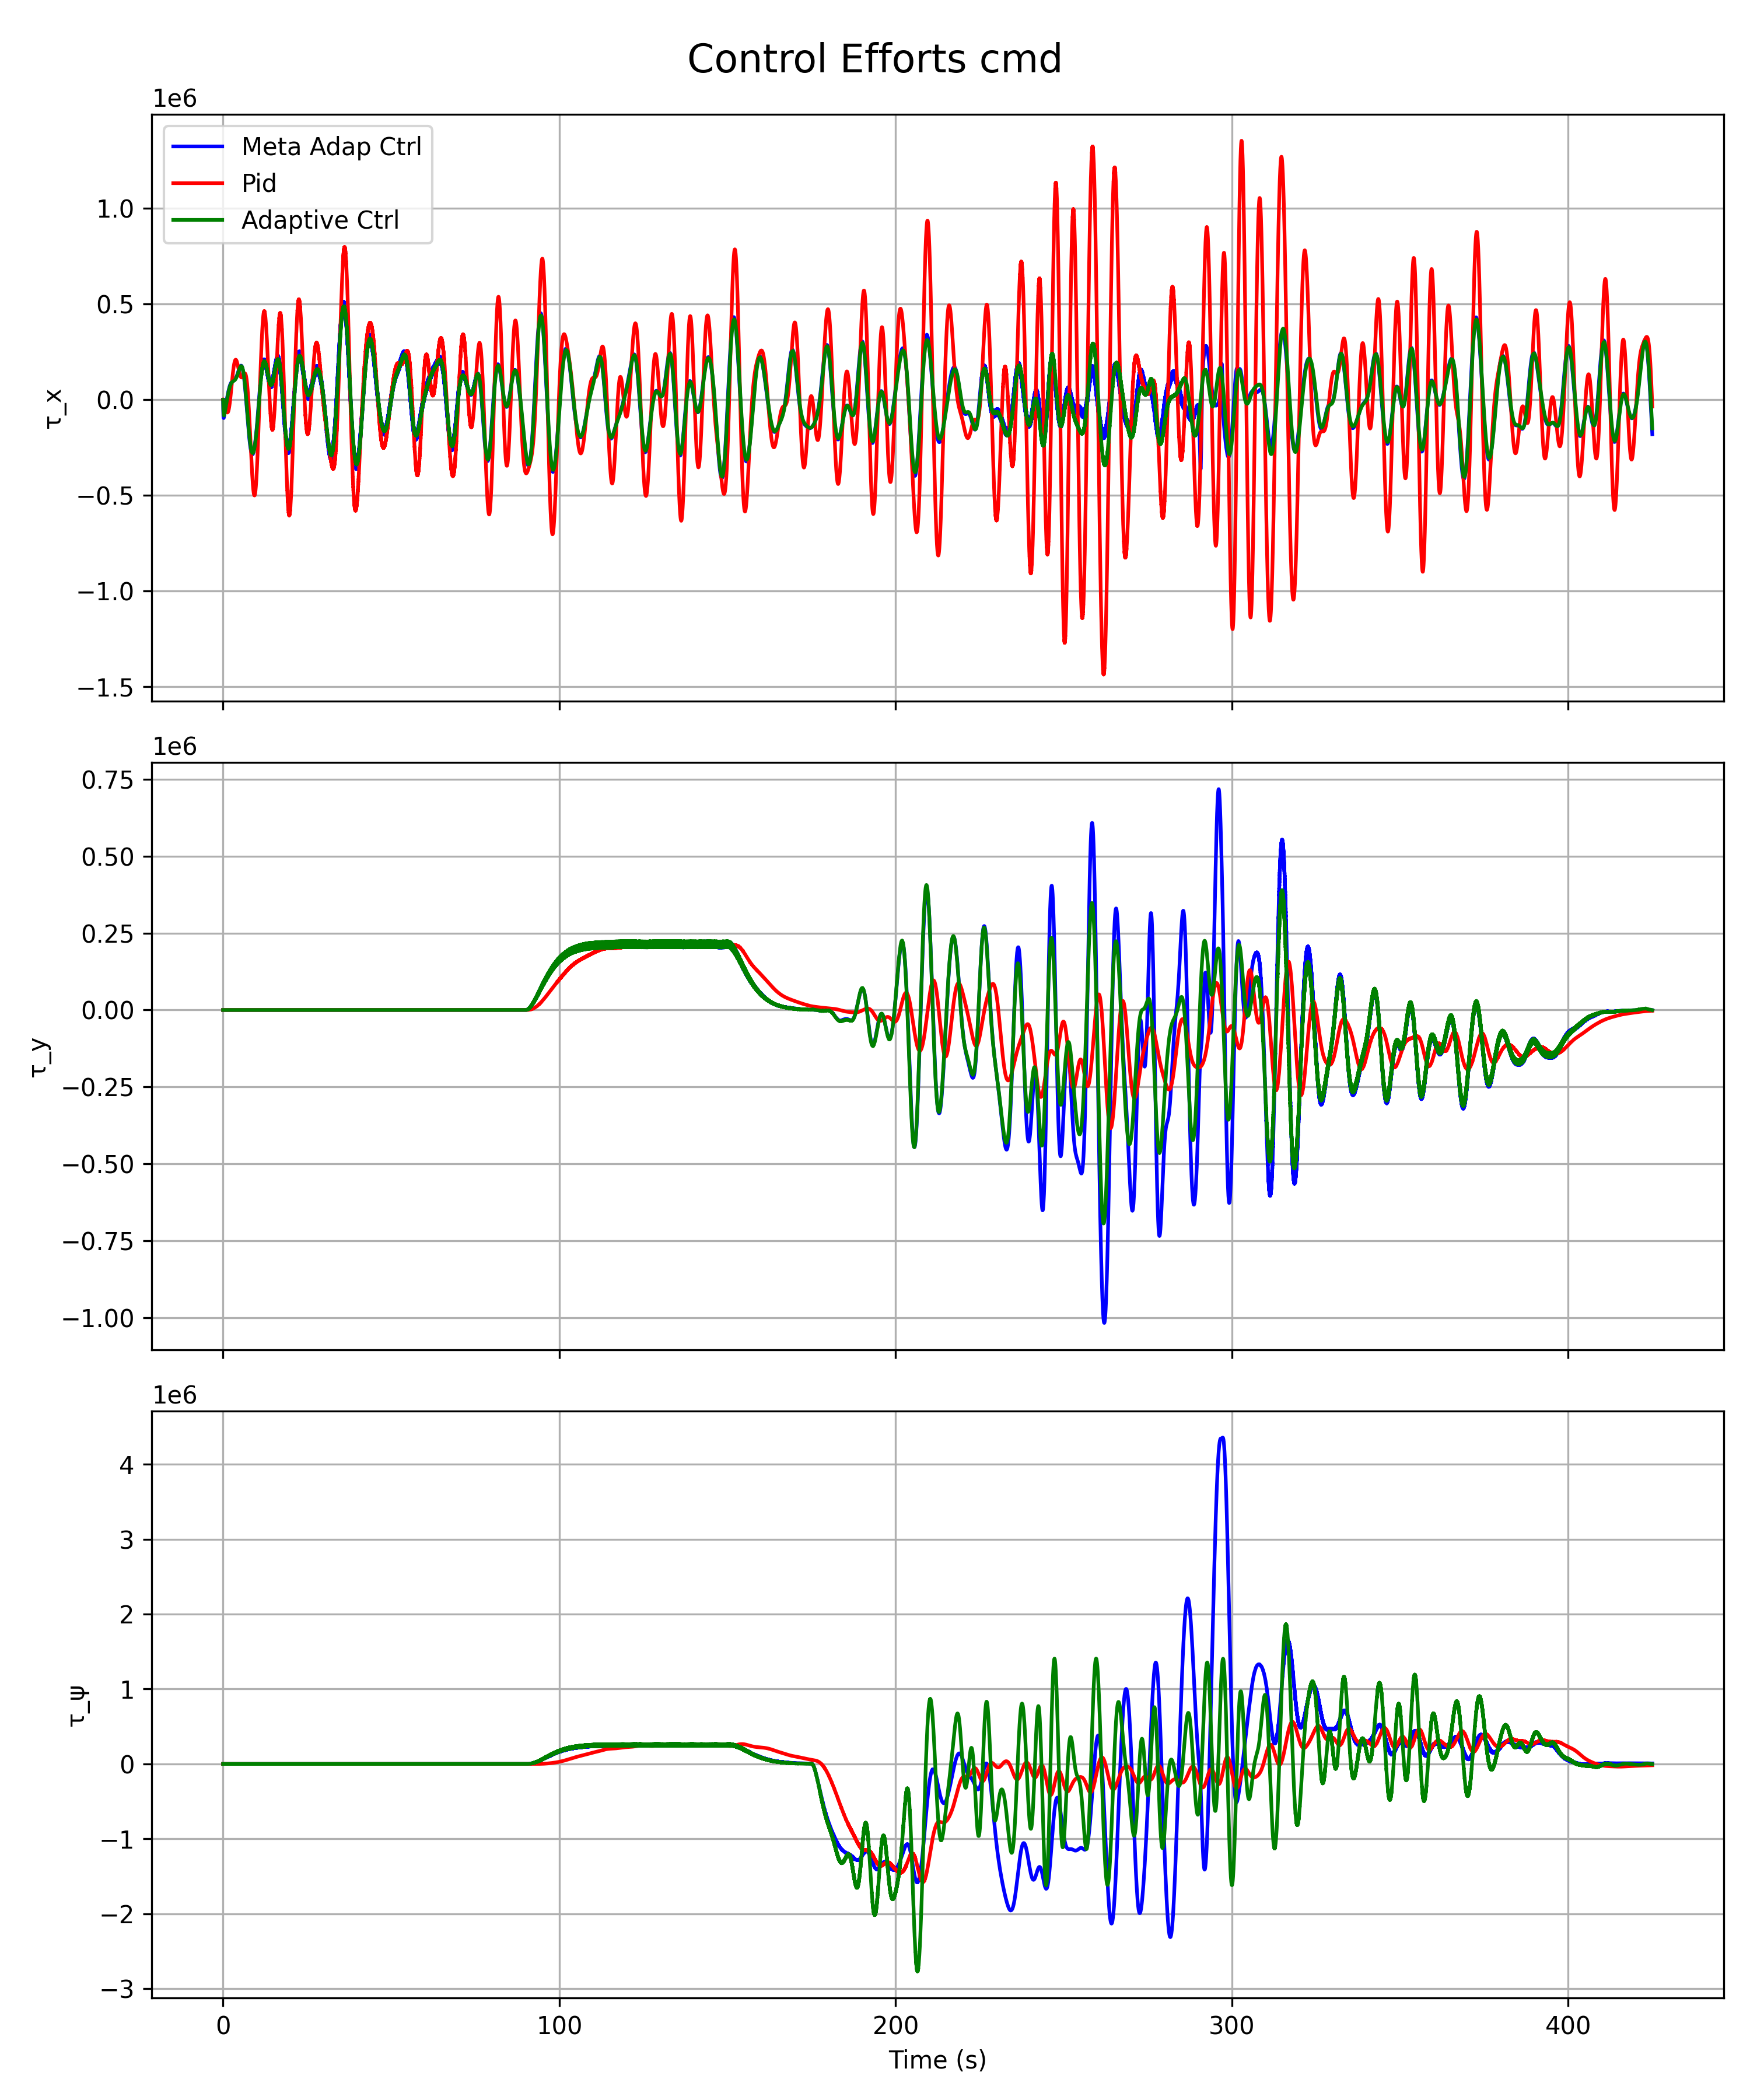 Control Efforts cmd
1e6
Meta Adap Ctrl
Pid
Adaptive Ctrl
1.0
0.5
0.0
−0.5
−1.0
−1.5
τ_x
1e6
0.75
0.50
0.25
0.00
−0.25
−0.50
−0.75
−1.00
τ_y
1e6
4
3
2
1
0
−1
−2
−3
τ_ψ
0 100 200 300 400
Time (s)